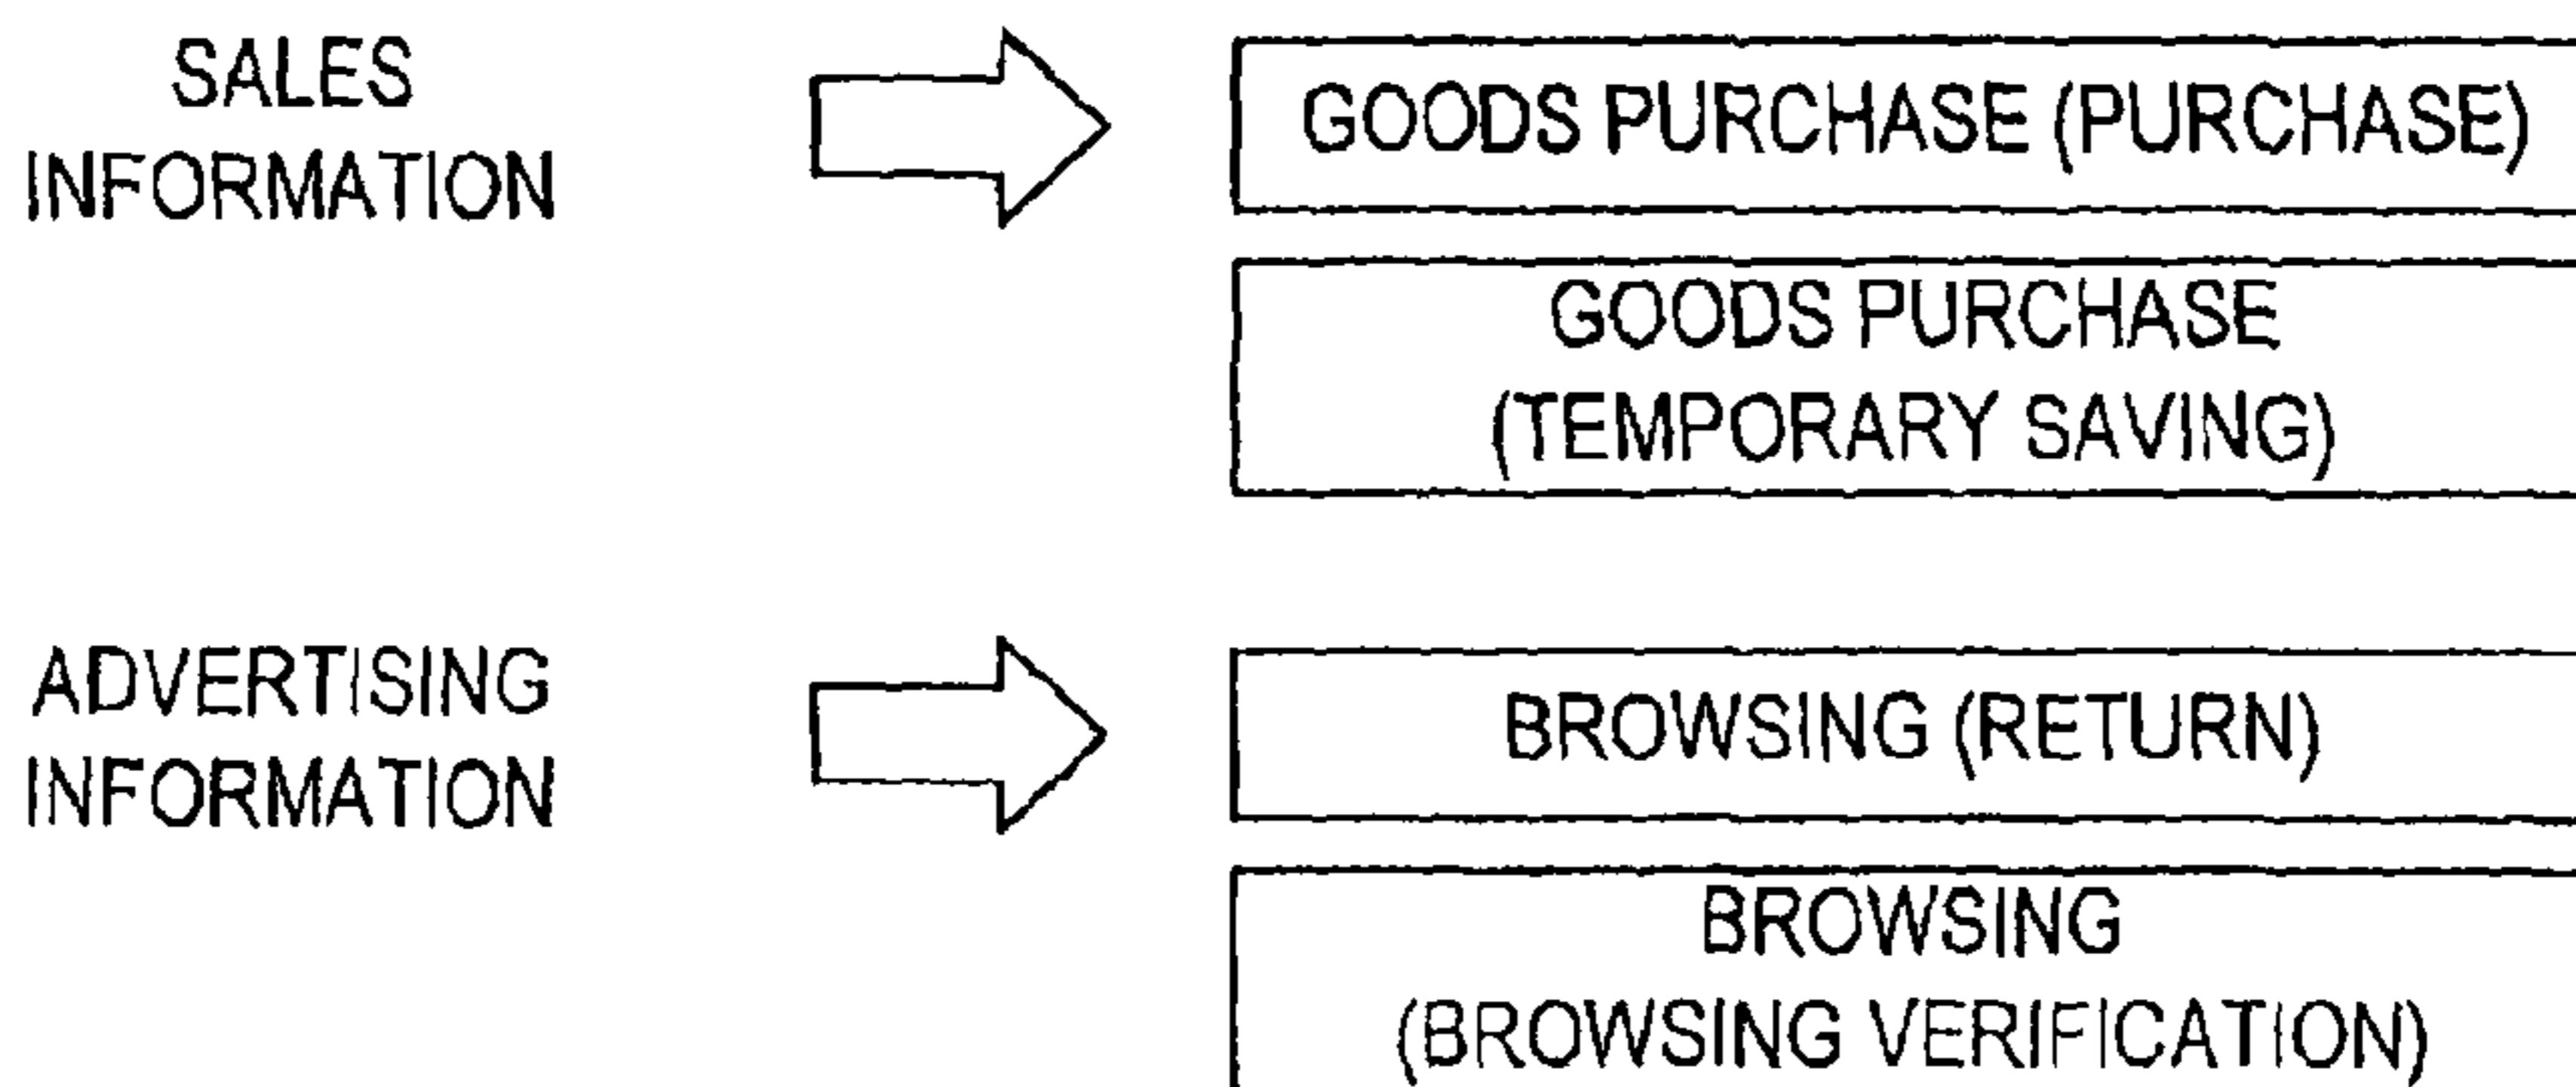 SALES
INFORMATION
GOODS PURCHASE (PURCHASE)
GOODS PURCHASE
(TEMPORARY SAVING)
ADVERTISING
INFORMATION
BROWSING (RETURN)
BROWSING
(BROWSING VERIFICATION)